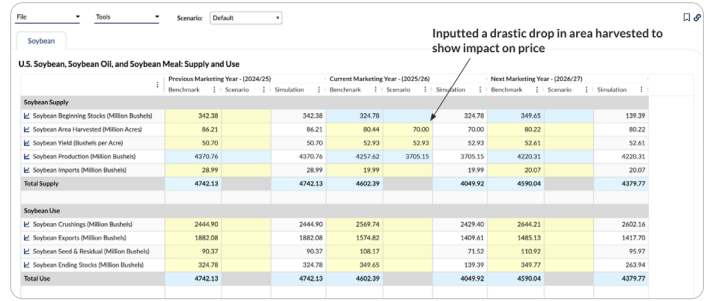 File Tools Scenario: Default
Inputted a drastic drop in area harvested to
show impact on price
Soybean
U.S. Soybean, Soybean Oil, and Soybean Meal: Supply and Use
Previous Marketing Year - (2024/25) Current Marketing Year - (2025/26) Next Marketing Year - (2026/27)
Benchmark Scenario Simulation Benchmark Scenario Simulation Benchmark Scenario Simulation
Soybean Supply
Soybean Beginning Stocks (Million Bushels) 342.38 342.38 324.78 324.78 349.65 139.39
Soybean Area Harvested (Million Acres) 86.21 86.21 80.44 70.00 70.00 80.22 80.22
Soybean Yield (Bushels per Acre) 50.70 50.70 52.93 52.93 52.93 52.61 52.61
Soybean Production (Million Bushels) 4370.76 4370.76 4257.62 3705.15 3705.15 4220.31 4220.31
Soybean Imports (Million Bushels) 28.99 28.99 19.99 19.99 20.07 20.07
Total Supply 4742.13 4742.13 4602.39 4049.92 4590.04 4379.77
Soybean Use
Soybean Crushings (Million Bushels) 2444.90 2444.90 2569.74 2429.40 2644.21 2602.16
Soybean Exports (Million Bushels) 1882.08 1882.08 1574.82 1409.61 1485.13 1417.70
Soybean Seed & Residual (Million Bushels) 90.37 90.37 108.17 71.52 110.92 95.97
Soybean Ending Stocks (Million Bushels) 324.78 324.78 349.65 139.39 349.77 263.94
Total Use 4742.13 4742.13 4602.39 4049.92 4590.04 4379.77